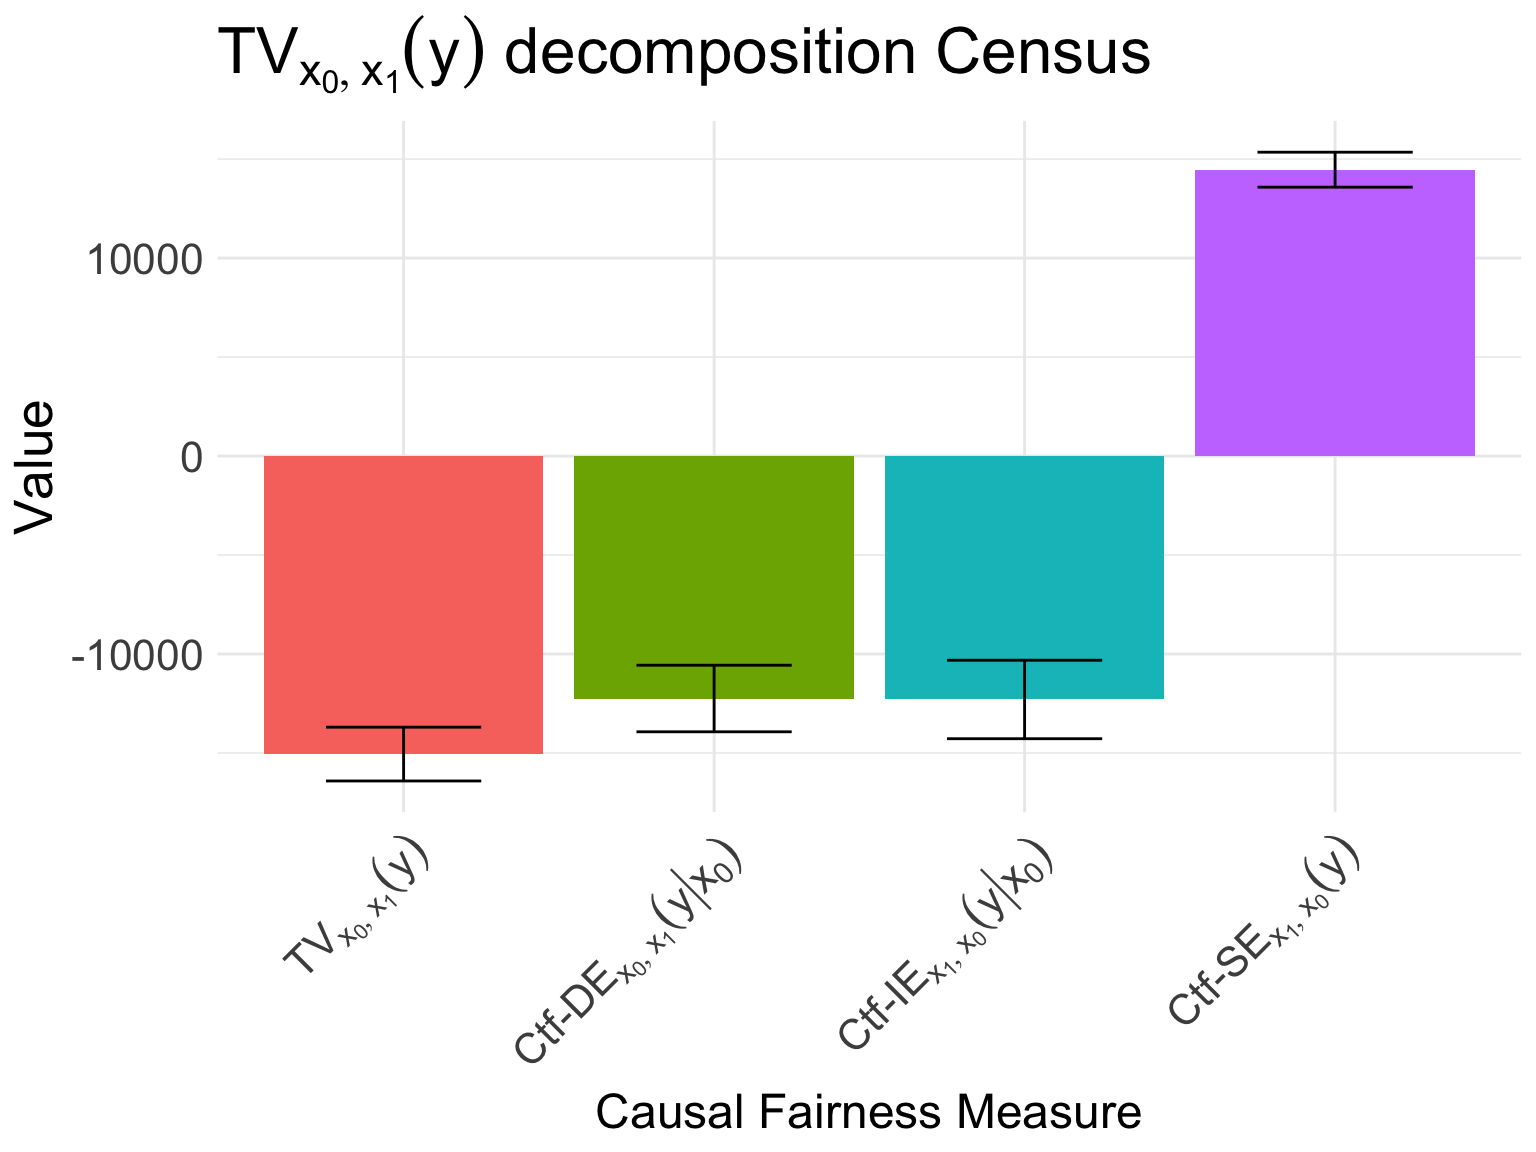 TVx0, x1(y) decomposition Census
Value
10000
0
-10000
TVx0, x1(y)
Ctf-DEx0, x1(y|x0)
Ctf-IEx1, x0(y|x0)
Ctf-SEx1, x0(y)
Causal Fairness Measure